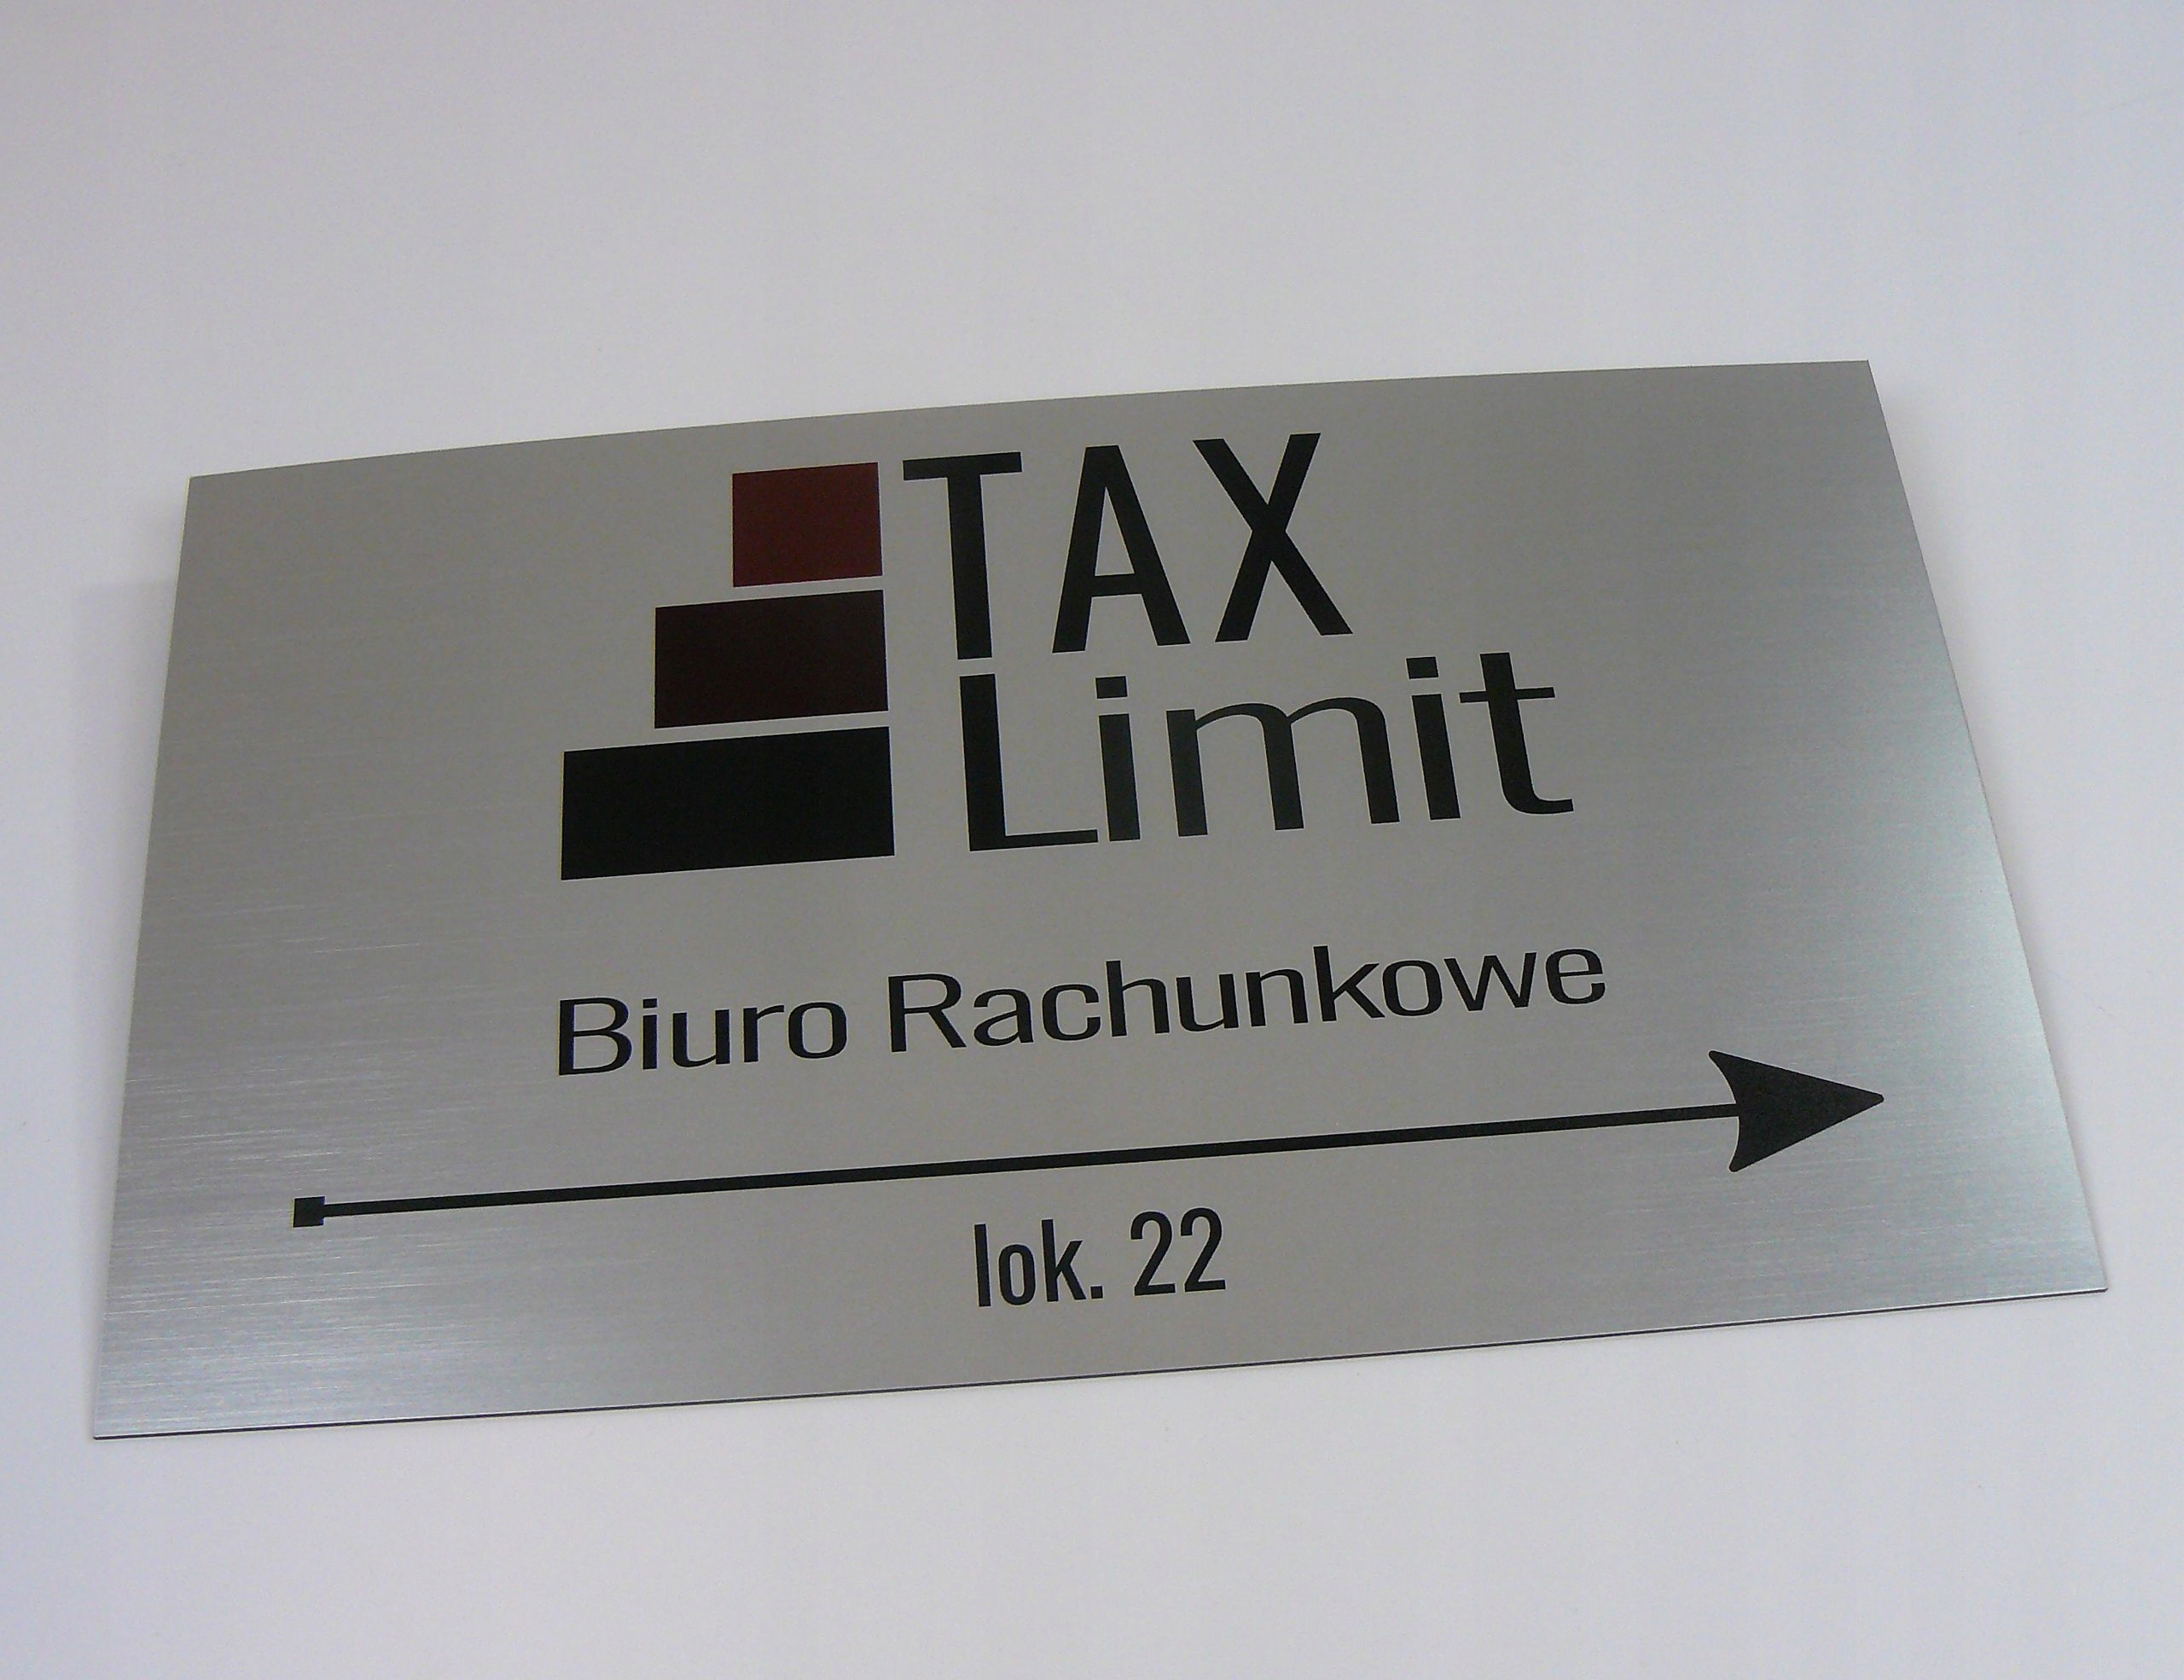 TAX
Limit
Biuro Rachunkowe
lok. 22